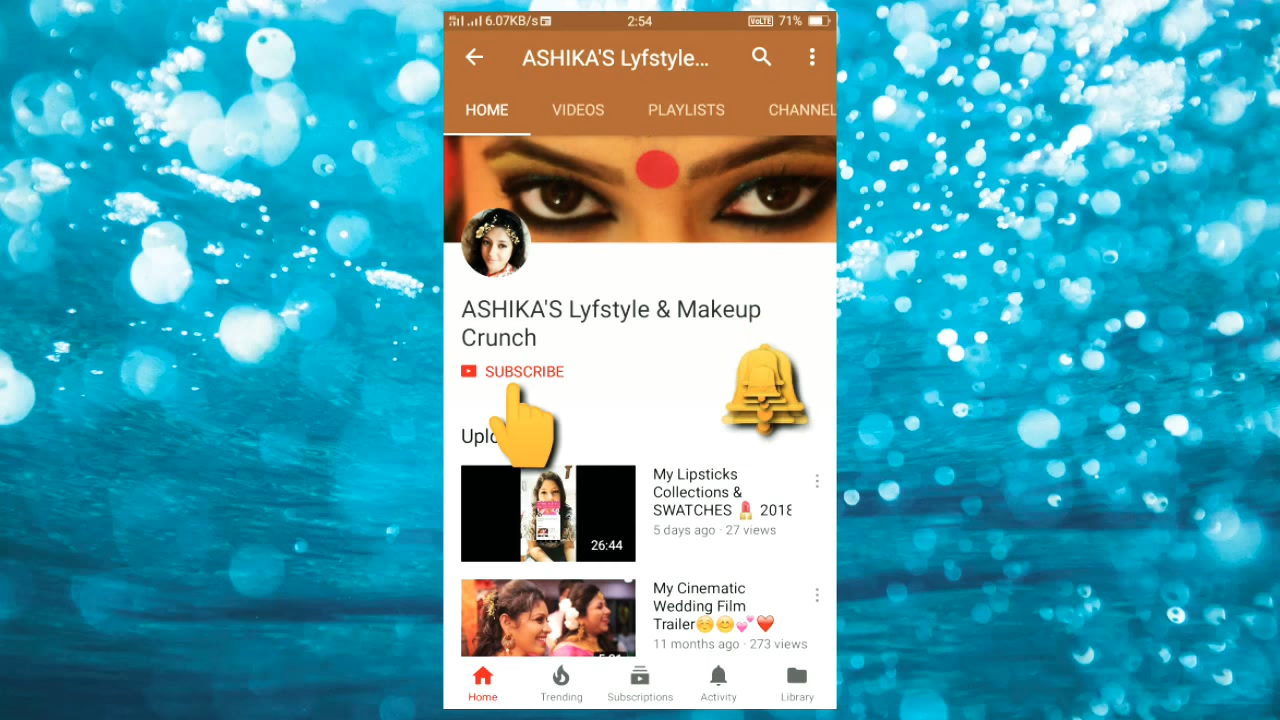 6.07KB/s
2:54
VoLTE 71%
ASHIKA'S Lyfstyle…
HOME VIDEOS PLAYLISTS CHANNEL
ASHIKA'S Lyfstyle & Makeup
Crunch
SUBSCRIBE
My Lipsticks
Collections &
SWATCHES 💄 2018
5 days ago · 27 views
26:44
My Cinematic
Wedding Film
Trailer☺️😊💕❤️
11 months ago · 273 views
Home Trending Subscriptions Activity Library